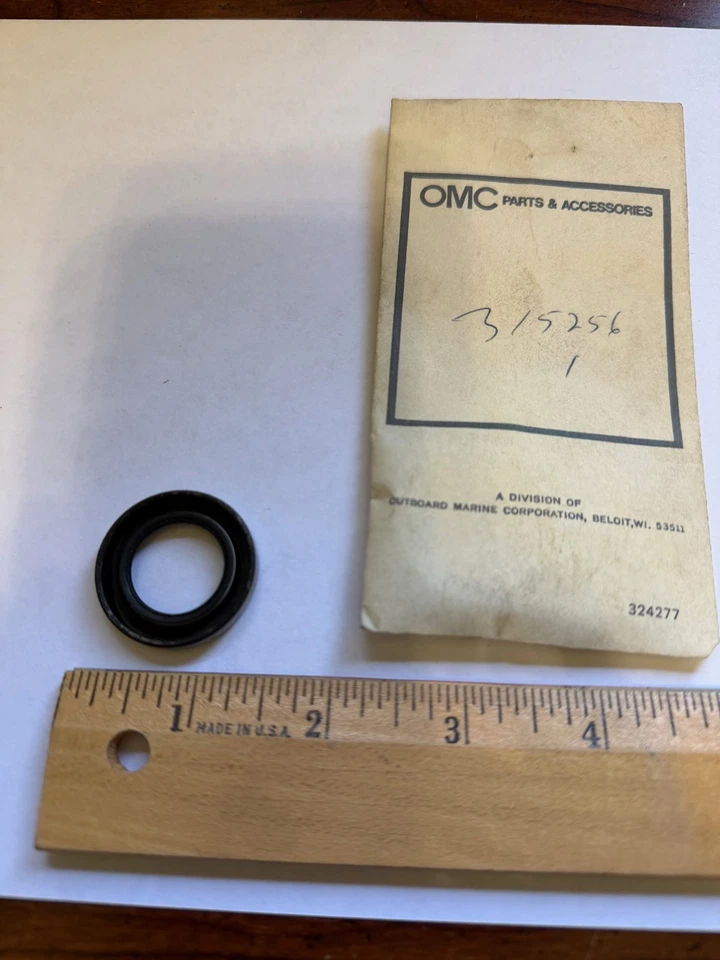 OMC PARTS & ACCESSORIES
315256
1
A DIVISION OF
OUTBOARD MARINE CORPORATION, BELOIT, WI. 53511
324277
1 MADE IN U.S.A. 2 3 4